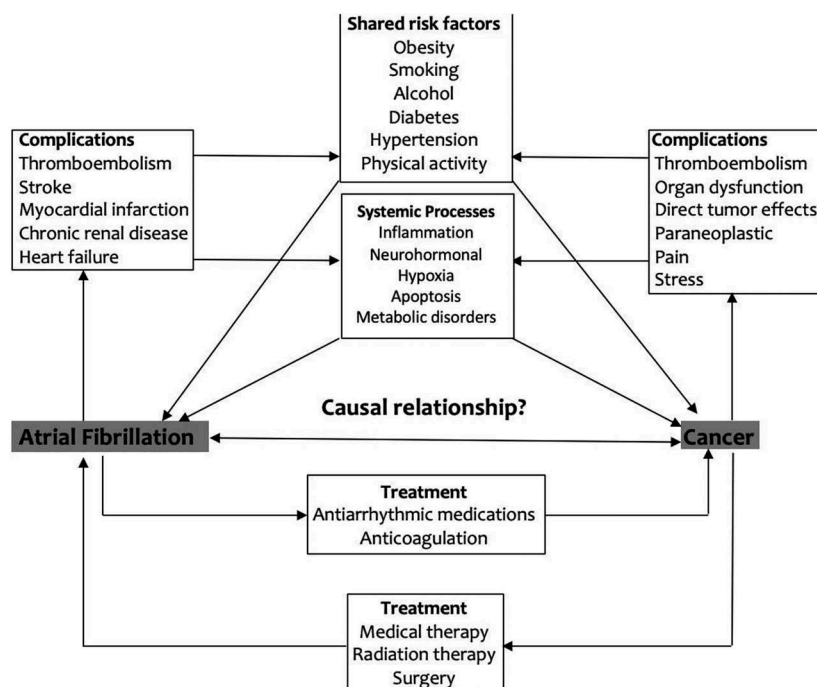 Shared risk factors
Obesity
Smoking
Alcohol
Diabetes
Hypertension
Physical activity
Complications
Thromboembolism
Stroke
Myocardial infarction
Chronic renal disease
Heart failure
Systemic Processes
Inflammation
Neurohormonal
Hypoxia
Apoptosis
Metabolic disorders
Complications
Thromboembolism
Organ dysfunction
Direct tumor effects
Paraneoplastic
Pain
Stress
Causal relationship?
Atrial Fibrillation
Cancer
Treatment
Antiarrhythmic medications
Anticoagulation
Treatment
Medical therapy
Radiation therapy
Surgery